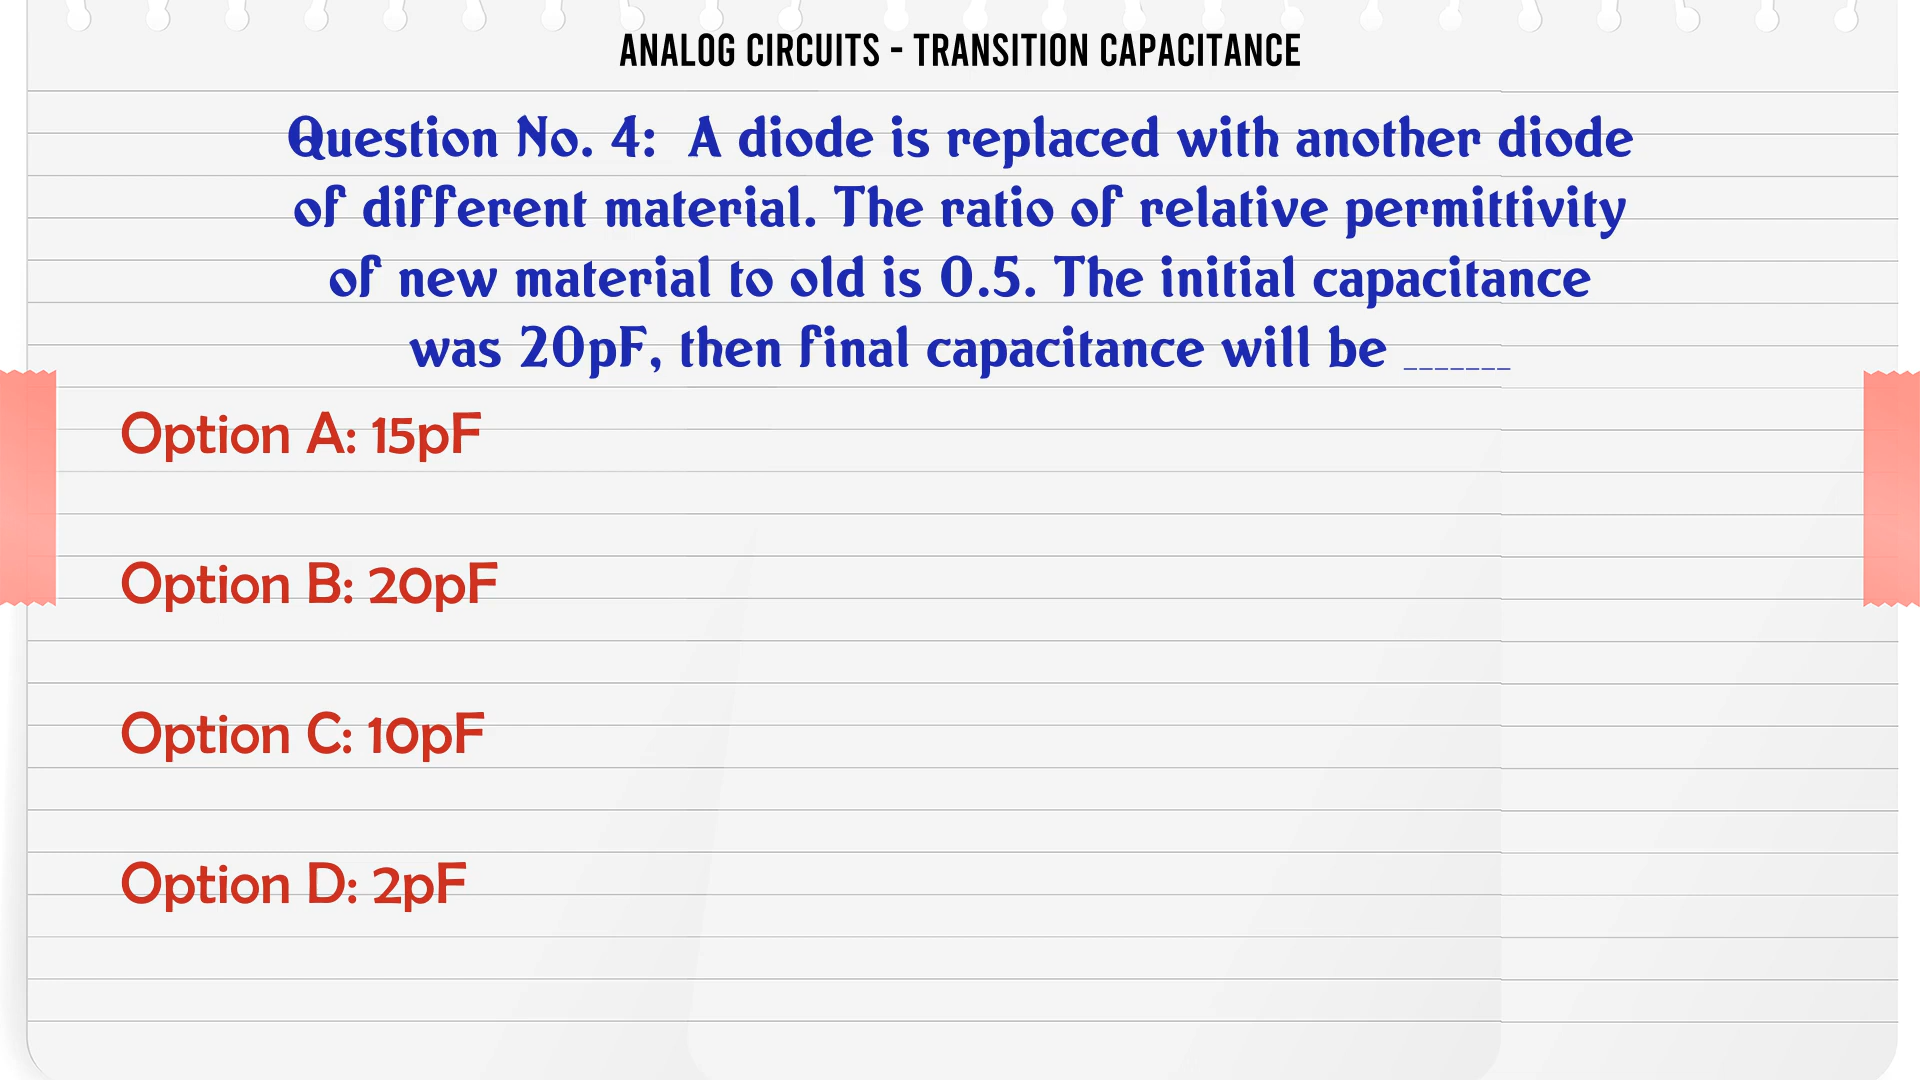 ANALOG CIRCUITS - TRANSITION CAPACITANCE
Question No. 4: A diode is replaced with another diode
of different material. The ratio of relative permittivity
of new material to old is 0.5. The initial capacitance
was 20pF, then final capacitance will be _______
Option A: 15pF
Option B: 20pF
Option C: 10pF
Option D: 2pF